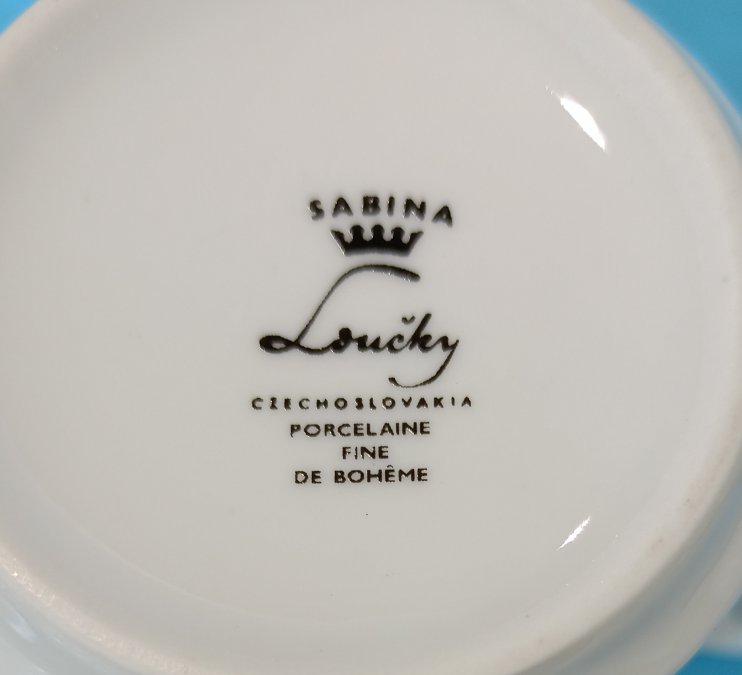 SABINA
Loučky
CZECHOSLOVAKIA
PORCELAINE
FINE
DE BOHÊME